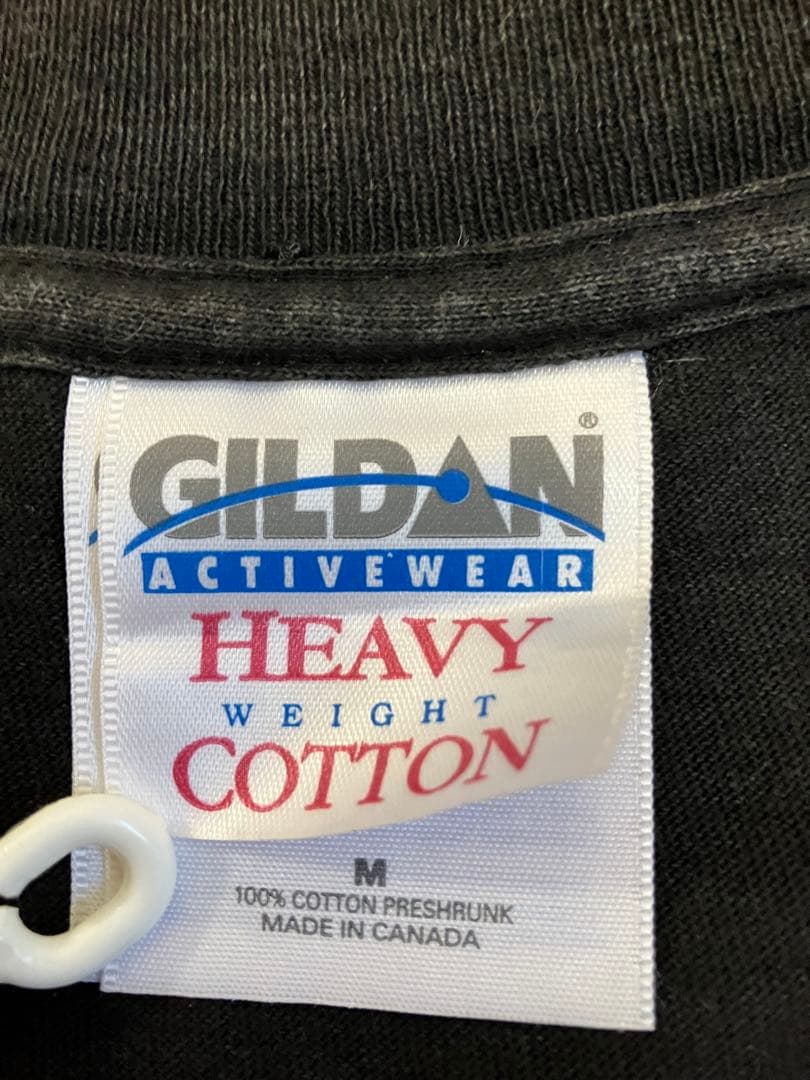 GILDAN®
ACTIVEWEAR
HEAVY
WEIGHT
COTTON
M
100% COTTON PRESHRUNK
MADE IN CANADA